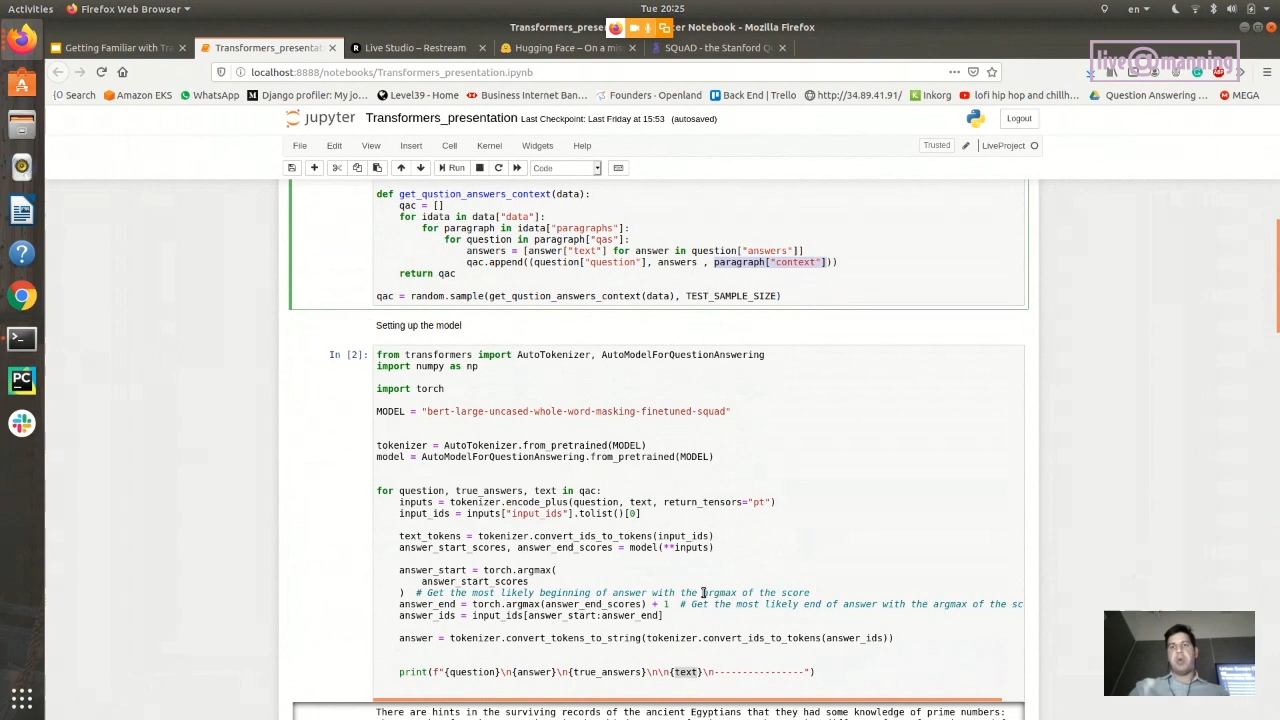 Activities Firefox Web Browser Tue 20:25 en
Transformers_presen er Notebook - Mozilla Firefox
Getting Familiar with Tra Transformers_presentati Live Studio – Restream Hugging Face – On a mis SQuAD - the Stanford Qu
live@manning
localhost:8888/notebooks/Transformers_presentation.ipynb
Search Amazon EKS WhatsApp Django profiler: My jo... Level39 - Home Business Internet Ban... Founders · Openland Back End | Trello http://34.89.41.91/ Inkorg lofi hip hop and chillh... Question Answering ... MEGA
jupyter Transformers_presentation Last Checkpoint: Last Friday at 15:53 (autosaved) Logout
File Edit View Insert Cell Kernel Widgets Help Trusted LiveProject
Run Code
def get_qustion_answers_context(data):
qac = []
for idata in data["data"]:
for paragraph in idata["paragraphs"]:
for question in paragraph["qas"]:
answers = [answer["text"] for answer in question["answers"]]
qac.append((question["question"], answers , paragraph["context"]))
return qac
qac = random.sample(get_qustion_answers_context(data), TEST_SAMPLE_SIZE)
Setting up the model
In [2]: from transformers import AutoTokenizer, AutoModelForQuestionAnswering
import numpy as np
import torch
MODEL = "bert-large-uncased-whole-word-masking-finetuned-squad"
tokenizer = AutoTokenizer.from_pretrained(MODEL)
model = AutoModelForQuestionAnswering.from_pretrained(MODEL)
for question, true_answers, text in qac:
inputs = tokenizer.encode_plus(question, text, return_tensors="pt")
input_ids = inputs["input_ids"].tolist()[0]
text_tokens = tokenizer.convert_ids_to_tokens(input_ids)
answer_start_scores, answer_end_scores = model(**inputs)
answer_start = torch.argmax(
answer_start_scores
) # Get the most likely beginning of answer with the argmax of the score
answer_end = torch.argmax(answer_end_scores) + 1 # Get the most likely end of answer with the argmax of the sc
answer_ids = input_ids[answer_start:answer_end]
answer = tokenizer.convert_tokens_to_string(tokenizer.convert_ids_to_tokens(answer_ids))
print(f"{question}\n{answer}\n{true_answers}\n\n{text}\n----------------")
There are hints in the surviving records of the ancient Egyptians that they had some knowledge of prime numbers: